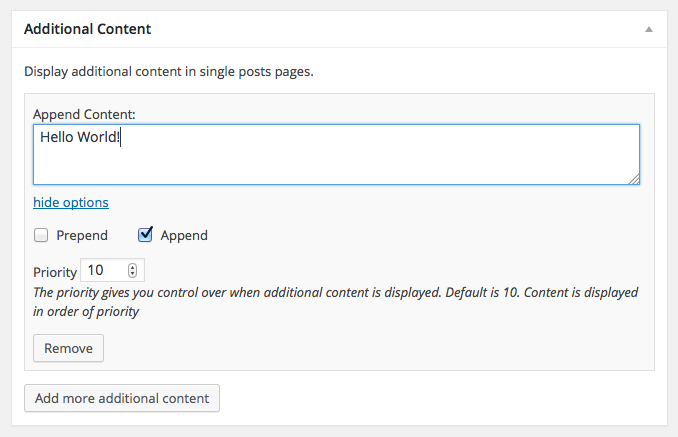 Additional Content
Display additional content in single posts pages.
Append Content:
Hello World!
hide options
Prepend Append
Priority 10
The priority gives you control over when additional content is displayed. Default is 10. Content is displayed
in order of priority
Remove
Add more additional content